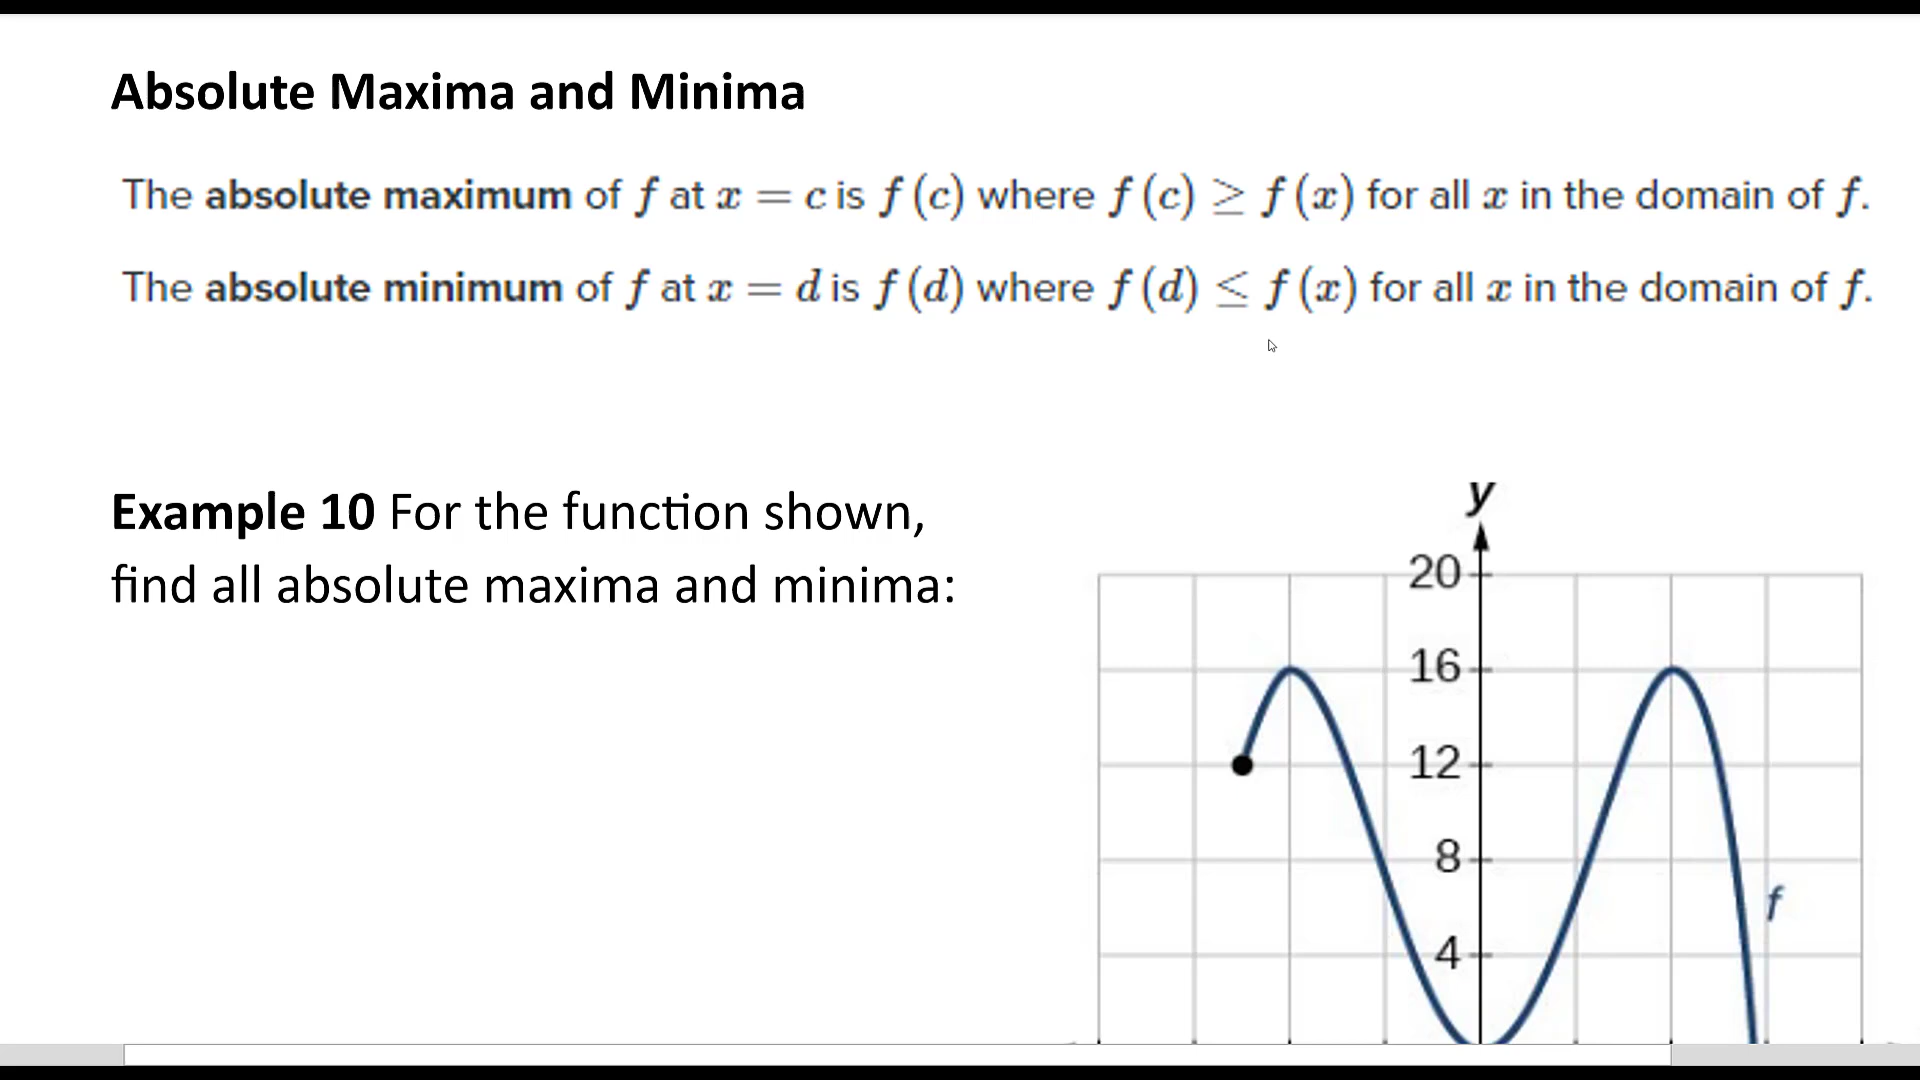 Absolute Maxima and Minima
The absolute maximum of f at x = c is f (c) where f (c) ≥ f (x) for all x in the domain of f.
The absolute minimum of f at x = d is f (d) where f (d) ≤ f (x) for all x in the domain of f.
Example 10 For the function shown,
find all absolute maxima and minima:
y
20
16
12
8
f
4